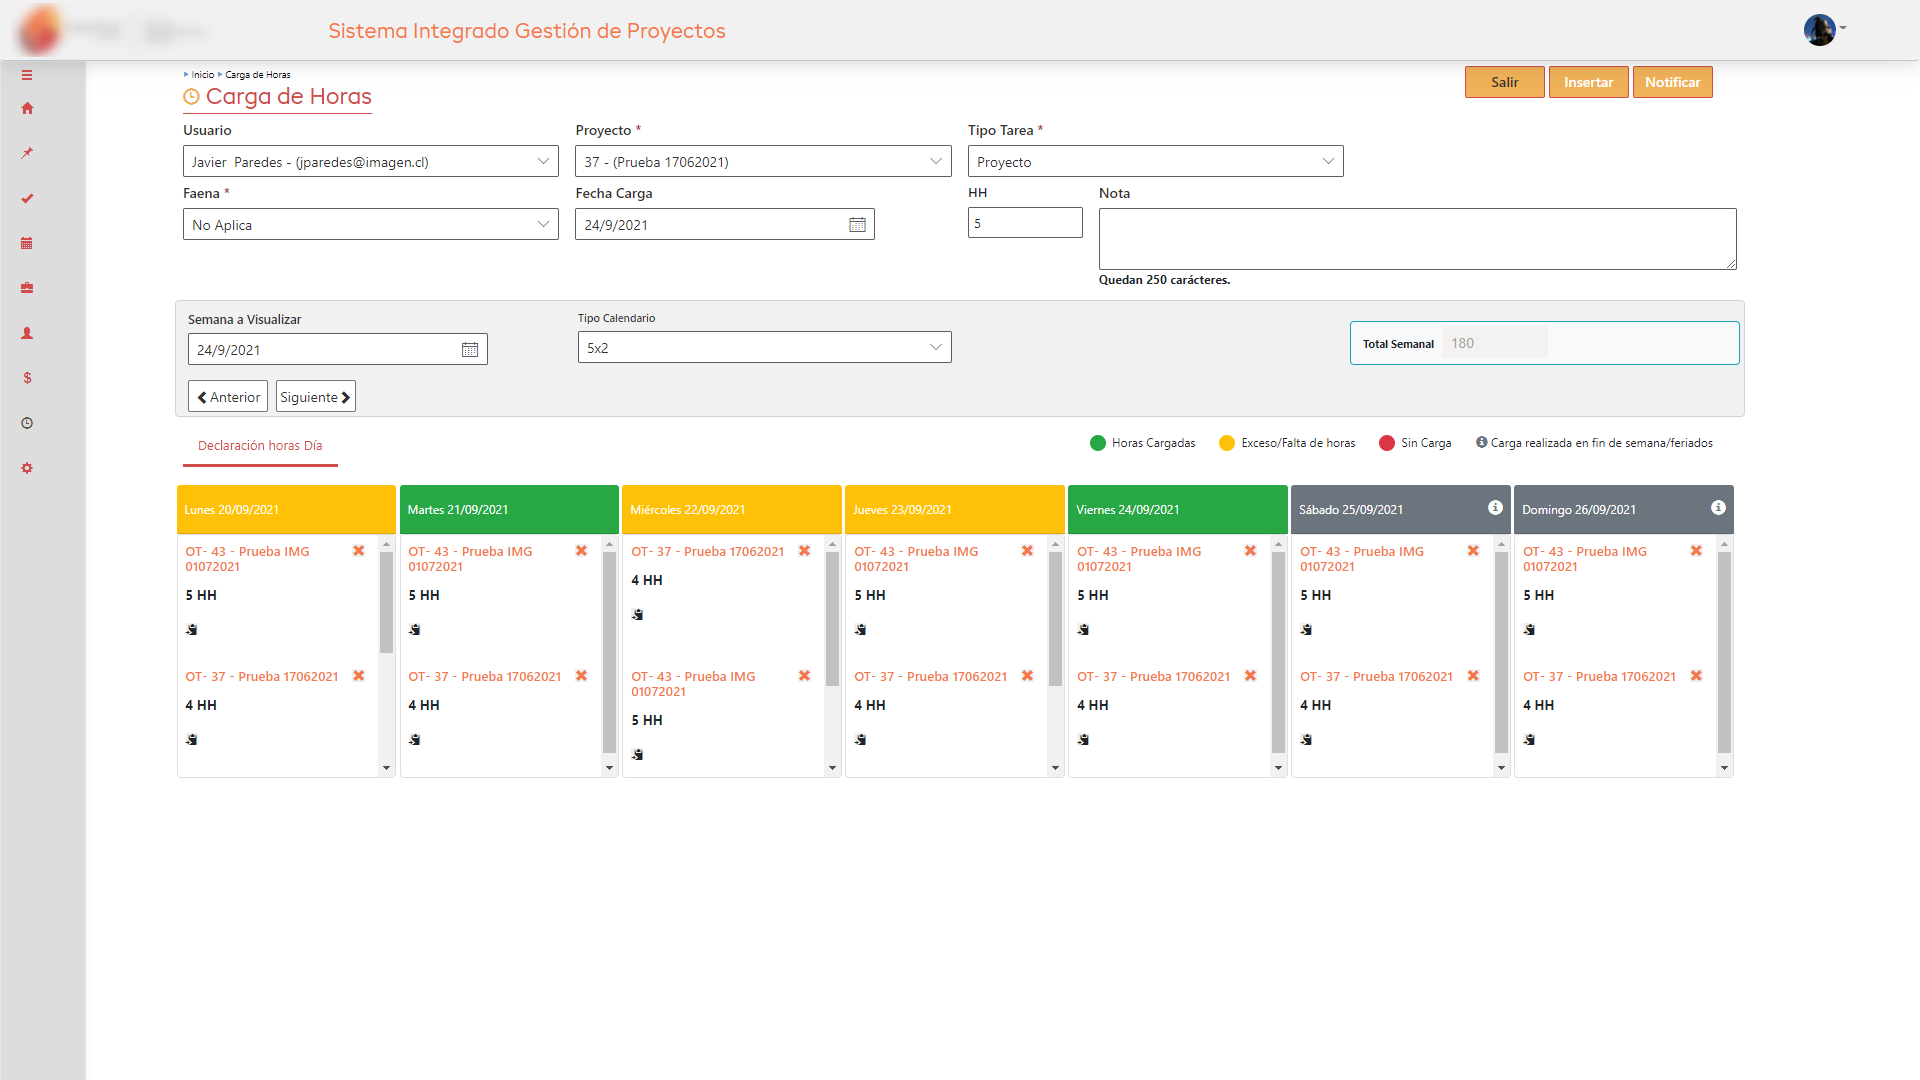 Sistema Integrado Gestión de Proyectos
Inicio Carga de Horas
Carga de Horas
Salir Insertar Notificar
Usuario Proyecto * Tipo Tarea *
Javier Paredes - (jparedes@imagen.cl) 37 - (Prueba 17062021) Proyecto
Faena * Fecha Carga HH Nota
No Aplica 24/9/2021 5
Quedan 250 carácteres.
Semana a Visualizar Tipo Calendario
24/9/2021 5x2 Total Semanal 180
Anterior Siguiente
Declaración horas Día Horas Cargadas Exceso/Falta de horas Sin Carga Carga realizada en fin de semana/feriados
Lunes 20/09/2021
OT- 43 - Prueba IMG
01072021
5 HH
OT- 37 - Prueba 17062021
4 HH
Martes 21/09/2021
OT- 43 - Prueba IMG
01072021
5 HH
OT- 37 - Prueba 17062021
4 HH
Miércoles 22/09/2021
OT- 37 - Prueba 17062021
4 HH
OT- 43 - Prueba IMG
01072021
5 HH
Jueves 23/09/2021
OT- 43 - Prueba IMG
01072021
5 HH
OT- 37 - Prueba 17062021
4 HH
Viernes 24/09/2021
OT- 43 - Prueba IMG
01072021
5 HH
OT- 37 - Prueba 17062021
4 HH
Sábado 25/09/2021
OT- 43 - Prueba IMG
01072021
5 HH
OT- 37 - Prueba 17062021
4 HH
Domingo 26/09/2021
OT- 43 - Prueba IMG
01072021
5 HH
OT- 37 - Prueba 17062021
4 HH